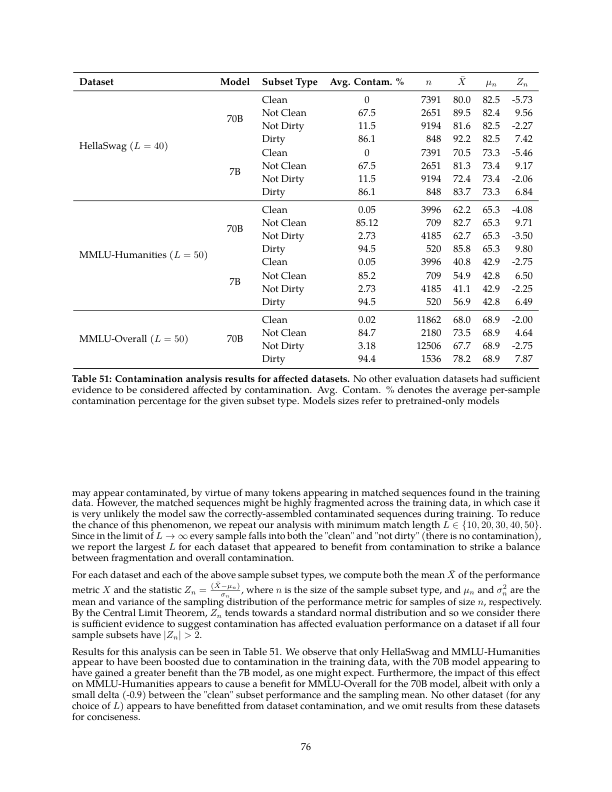 Dataset Model Subset Type Avg. Contam. % n X̄ μn Zn
HellaSwag (L = 40)
70B
Clean 0 7391 80.0 82.5 -5.73
Not Clean 67.5 2651 89.5 82.4 9.56
Not Dirty 11.5 9194 81.6 82.5 -2.27
Dirty 86.1 848 92.2 82.5 7.42
7B
Clean 0 7391 70.5 73.3 -5.46
Not Clean 67.5 2651 81.3 73.4 9.17
Not Dirty 11.5 9194 72.4 73.4 -2.06
Dirty 86.1 848 83.7 73.3 6.84
MMLU-Humanities (L = 50)
70B
Clean 0.05 3996 62.2 65.3 -4.08
Not Clean 85.12 709 82.7 65.3 9.71
Not Dirty 2.73 4185 62.7 65.3 -3.50
Dirty 94.5 520 85.8 65.3 9.80
7B
Clean 0.05 3996 40.8 42.9 -2.75
Not Clean 85.2 709 54.9 42.8 6.50
Not Dirty 2.73 4185 41.1 42.9 -2.25
Dirty 94.5 520 56.9 42.8 6.49
MMLU-Overall (L = 50)
70B
Clean 0.02 11862 68.0 68.9 -2.00
Not Clean 84.7 2180 73.5 68.9 4.64
Not Dirty 3.18 12506 67.7 68.9 -2.75
Dirty 94.4 1536 78.2 68.9 7.87
Table 51: Contamination analysis results for affected datasets. No other evaluation datasets had sufficient
evidence to be considered affected by contamination. Avg. Contam. % denotes the average per-sample
contamination percentage for the given subset type. Models sizes refer to pretrained-only models
may appear contaminated, by virtue of many tokens appearing in matched sequences found in the training
data. However, the matched sequences might be highly fragmented across the training data, in which case it
is very unlikely the model saw the correctly-assembled contaminated sequences during training. To reduce
the chance of this phenomenon, we repeat our analysis with minimum match length L ∈ {10, 20, 30, 40, 50}.
Since in the limit of L → ∞ every sample falls into both the "clean" and "not dirty" (there is no contamination),
we report the largest L for each dataset that appeared to benefit from contamination to strike a balance
between fragmentation and overall contamination.
For each dataset and each of the above sample subset types, we compute both the mean X̄ of the performance
metric X and the statistic Zn = (X̄−μn)/σn, where n is the size of the sample subset type, and μn and σ²n are the
mean and variance of the sampling distribution of the performance metric for samples of size n, respectively.
By the Central Limit Theorem, Zn tends towards a standard normal distribution and so we consider there
is sufficient evidence to suggest contamination has affected evaluation performance on a dataset if all four
sample subsets have |Zn| > 2.
Results for this analysis can be seen in Table 51. We observe that only HellaSwag and MMLU-Humanities
appear to have been boosted due to contamination in the training data, with the 70B model appearing to
have gained a greater benefit than the 7B model, as one might expect. Furthermore, the impact of this effect
on MMLU-Humanities appears to cause a benefit for MMLU-Overall for the 70B model, albeit with only a
small delta (-0.9) between the "clean" subset performance and the sampling mean. No other dataset (for any
choice of L) appears to have benefitted from dataset contamination, and we omit results from these datasets
for conciseness.
76